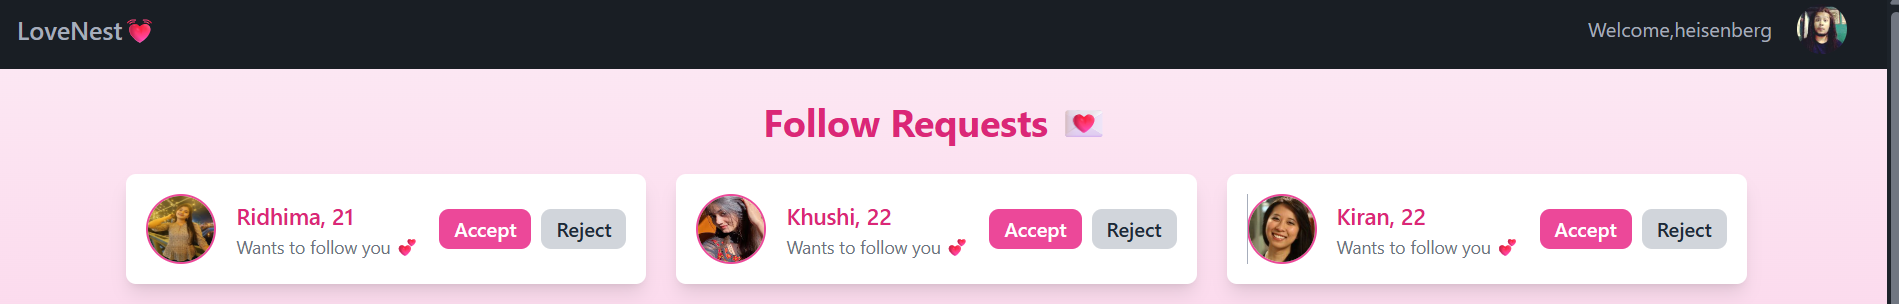 LoveNest💓
Welcome,heisenberg
Follow Requests 💌
Ridhima, 21
Wants to follow you 💕
Accept
Reject
Khushi, 22
Wants to follow you 💕
Accept
Reject
Kiran, 22
Wants to follow you 💕
Accept
Reject